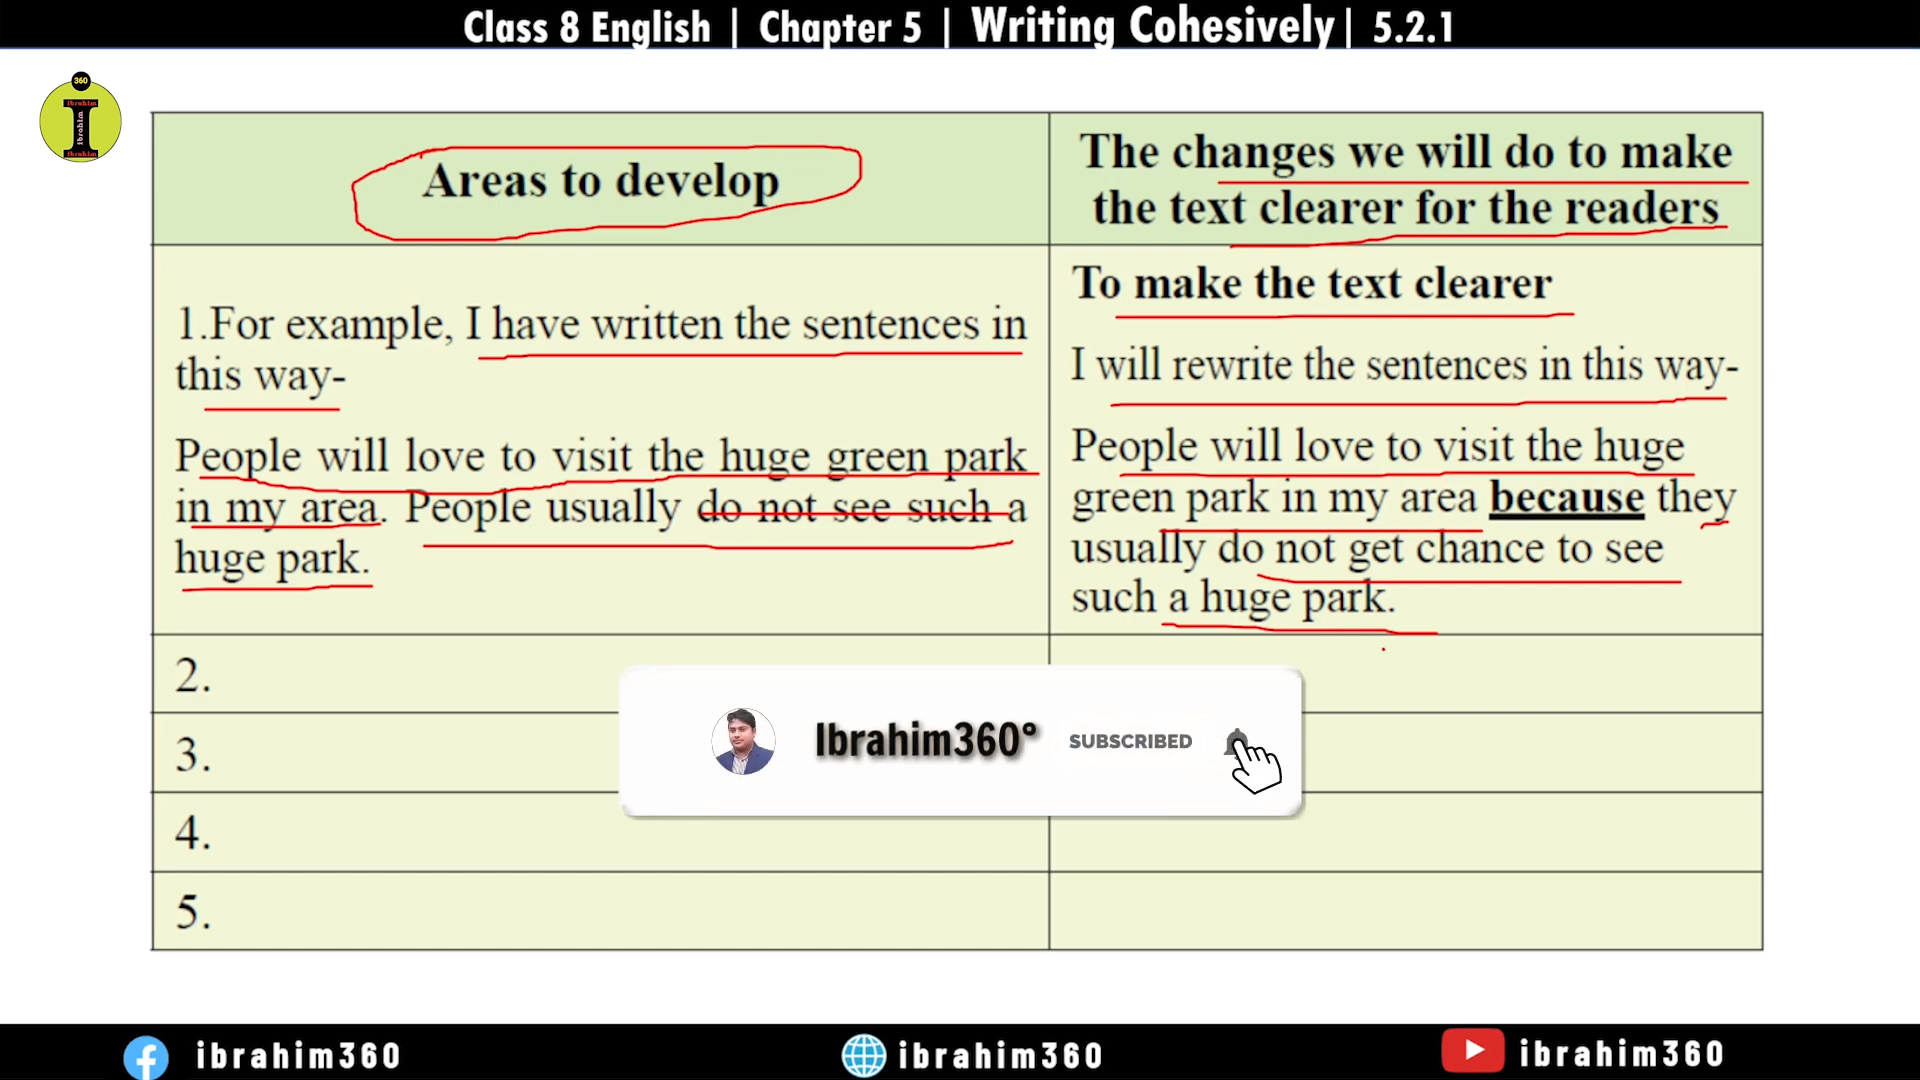 Class 8 English | Chapter 5 | Writing Cohesively | 5.2.1
360
Ibrahim
Ibrahim
Ibrahim
Areas to develop
The changes we will do to make
the text clearer for the readers
1.For example, I have written the sentences in
this way-
People will love to visit the huge green park
in my area. People usually do not see such a
huge park.
To make the text clearer
I will rewrite the sentences in this way-
People will love to visit the huge
green park in my area because they
usually do not get chance to see
such a huge park.
2.
3.
4.
5.
Ibrahim360° SUBSCRIBED
ibrahim360
ibrahim360
ibrahim360